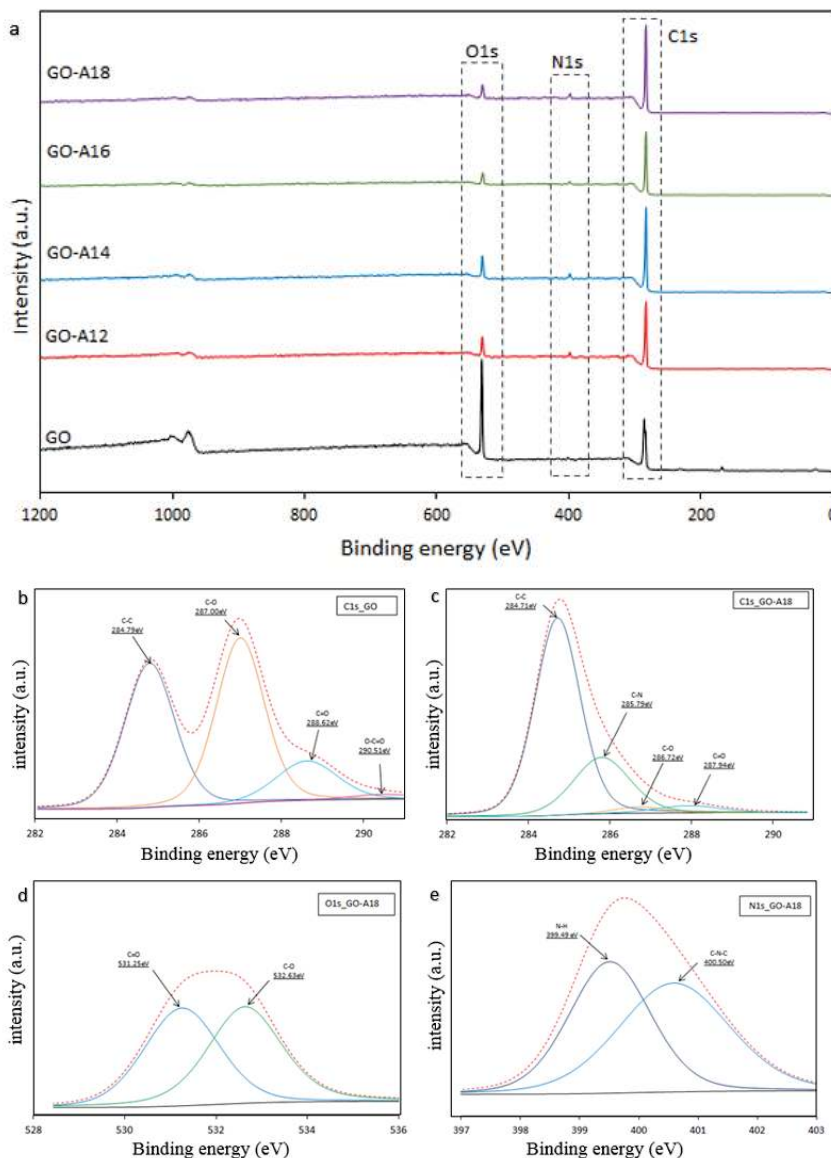 a
O1s
N1s
C1s
GO-A18
GO-A16
GO-A14
GO-A12
GO
Intensity (a.u.)
1200 1000 800 600 400 200 0
Binding energy (eV)
b
C1s_GO
C-C
284.79eV
C-O
287.00eV
C=O
288.62eV
O-C=O
290.51eV
intensity (a.u.)
282 284 286 288 290
Binding energy (eV)
c
C1s_GO-A18
C-C
284.71eV
C-N
285.79eV
C-O
286.72eV
C=O
287.94eV
intensity (a.u.)
282 284 286 288 290
Binding energy (eV)
d
O1s_GO-A18
C=O
531.25eV
C-O
532.63eV
intensity (a.u.)
528 530 532 534 536
Binding energy (eV)
e
N1s_GO-A18
N-H
399.49 eV
C-N-C
400.50eV
intensity (a.u.)
397 398 399 400 401 402 403
Binding energy (eV)